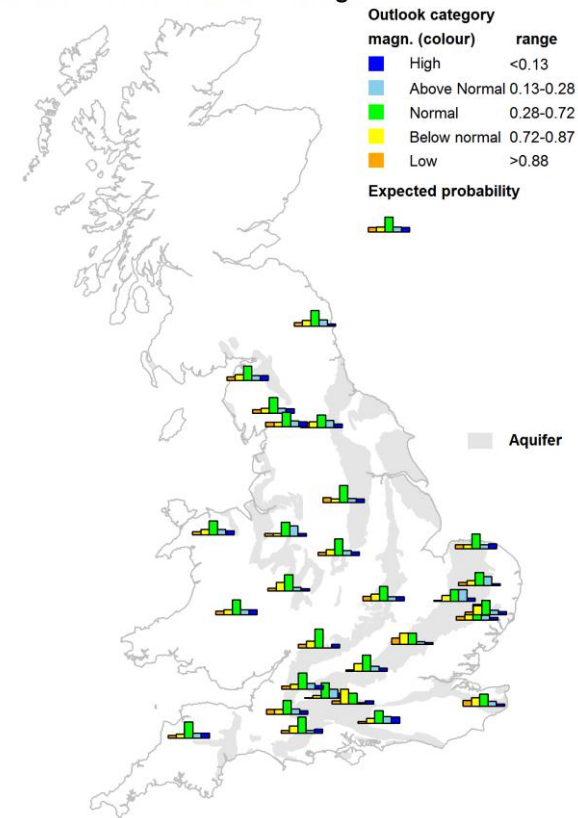 Outlook category
magn. (colour) range
High <0.13
Above Normal 0.13-0.28
Normal 0.28-0.72
Below normal 0.72-0.87
Low >0.88
Expected probability
Aquifer